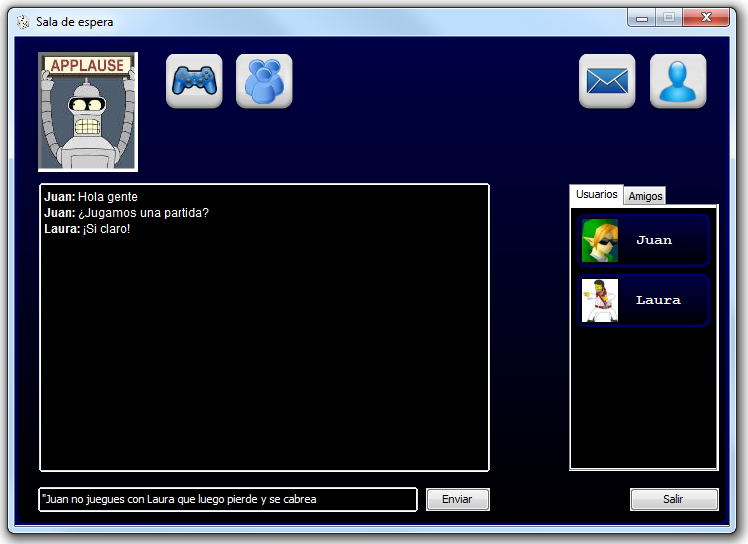 Sala de espera
APPLAUSE
Juan: Hola gente
Juan: ¿Jugamos una partida?
Laura: ¡Si claro!
Usuarios
Amigos
Juan
Laura
"Juan no juegues con Laura que luego pierde y se cabrea
Enviar
Salir